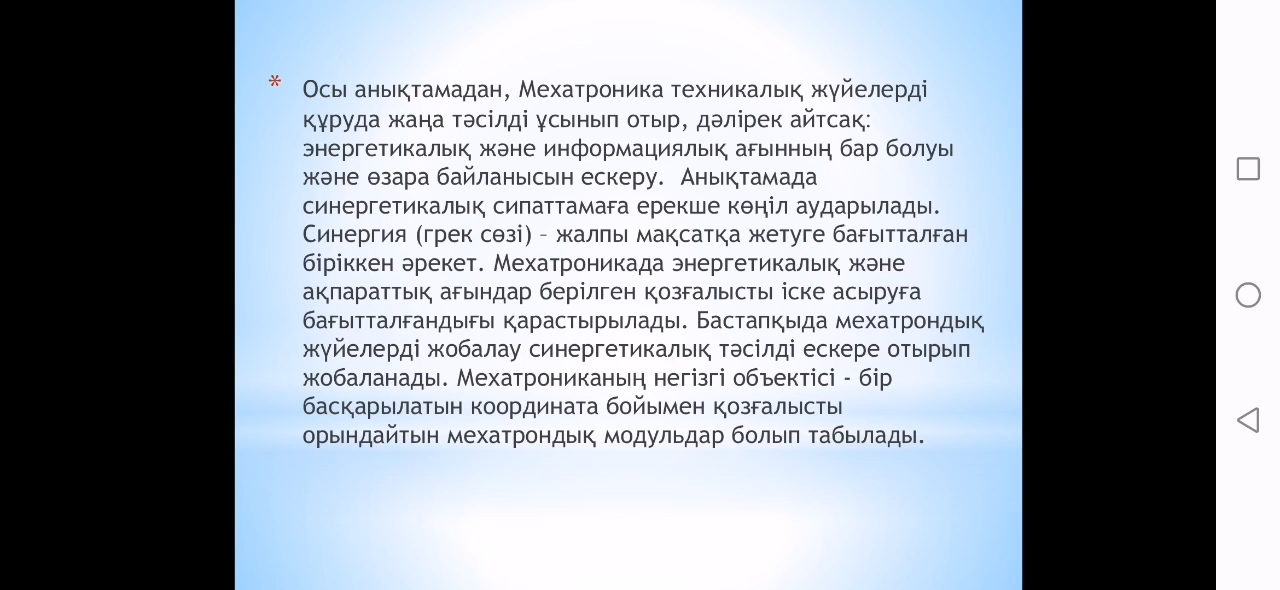 * Осы анықтамадан, Мехатроника техникалық жүйелерді
құруда жаңа тәсілді ұсынып отыр, дәлірек айтсақ:
энергетикалық және информациялық ағынның бар болуы
және өзара байланысын ескеру.  Анықтамада
синергетикалық сипаттамаға ерекше көңіл аударылады.
Синергия (грек сөзі) – жалпы мақсатқа жетуге бағытталған
біріккен әрекет. Мехатроникада энергетикалық және
ақпараттық ағындар берілген қозғалысты іске асыруға
бағытталғандығы қарастырылады. Бастапқыда мехатрондық
жүйелерді жобалау синергетикалық тәсілді ескере отырып
жобаланады. Мехатрониканың негізгі объектісі - бір
басқарылатын координата бойымен қозғалысты
орындайтын мехатрондық модульдар болып табылады.